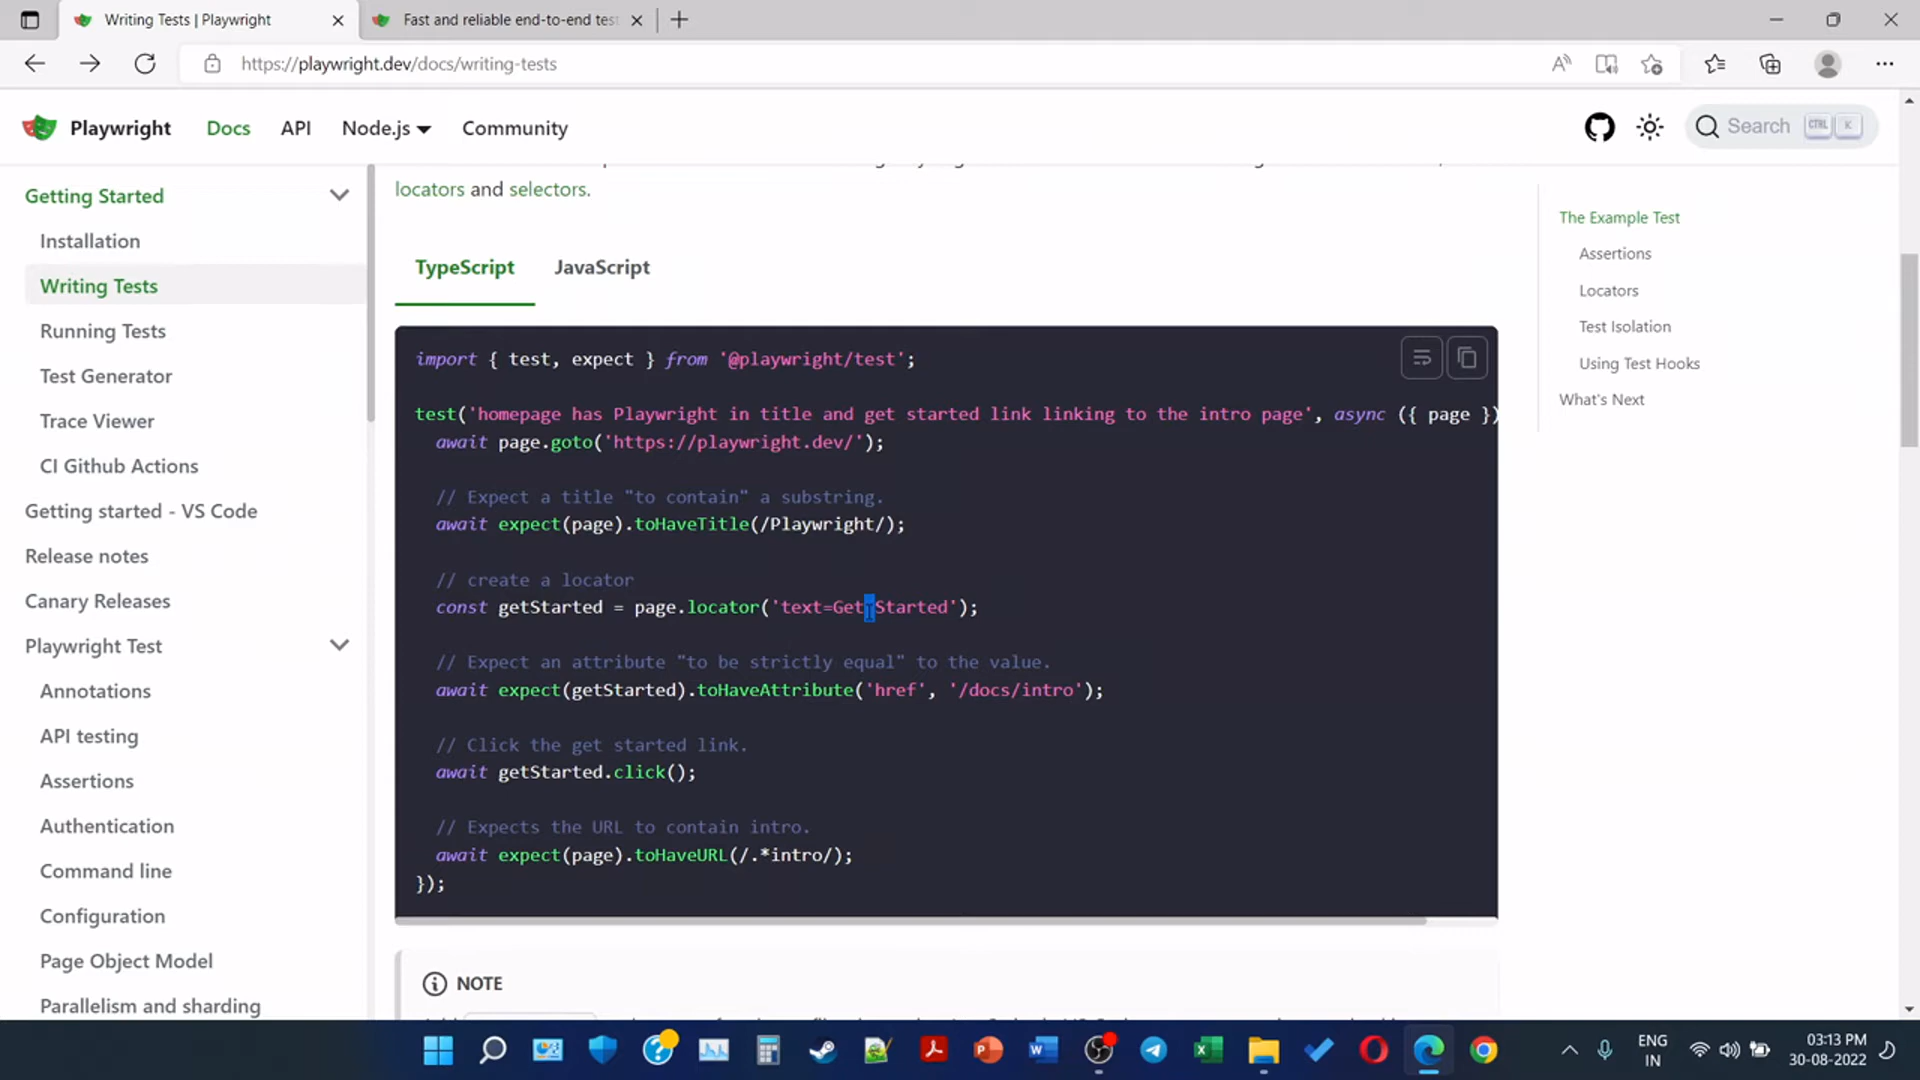 Writing Tests | Playwright
Fast and reliable end-to-end tes
https://playwright.dev/docs/writing-tests
Playwright
Docs
API
Node.js
Community
Search
CTRL
K
Getting Started
Installation
Writing Tests
Running Tests
Test Generator
Trace Viewer
CI Github Actions
Getting started - VS Code
Release notes
Canary Releases
Playwright Test
Annotations
API testing
Assertions
Authentication
Command line
Configuration
Page Object Model
Parallelism and sharding
locators and selectors.
TypeScript
JavaScript
import { test, expect } from '@playwright/test';
test('homepage has Playwright in title and get started link linking to the intro page', async ({ page })
await page.goto('https://playwright.dev/');
// Expect a title "to contain" a substring.
await expect(page).toHaveTitle(/Playwright/);
// create a locator
const getStarted = page.locator('text=Get Started');
// Expect an attribute "to be strictly equal" to the value.
await expect(getStarted).toHaveAttribute('href', '/docs/intro');
// Click the get started link.
await getStarted.click();
// Expects the URL to contain intro.
await expect(page).toHaveURL(/.*intro/);
});
NOTE
The Example Test
Assertions
Locators
Test Isolation
Using Test Hooks
What's Next
ENG
IN
03:13 PM
30-08-2022